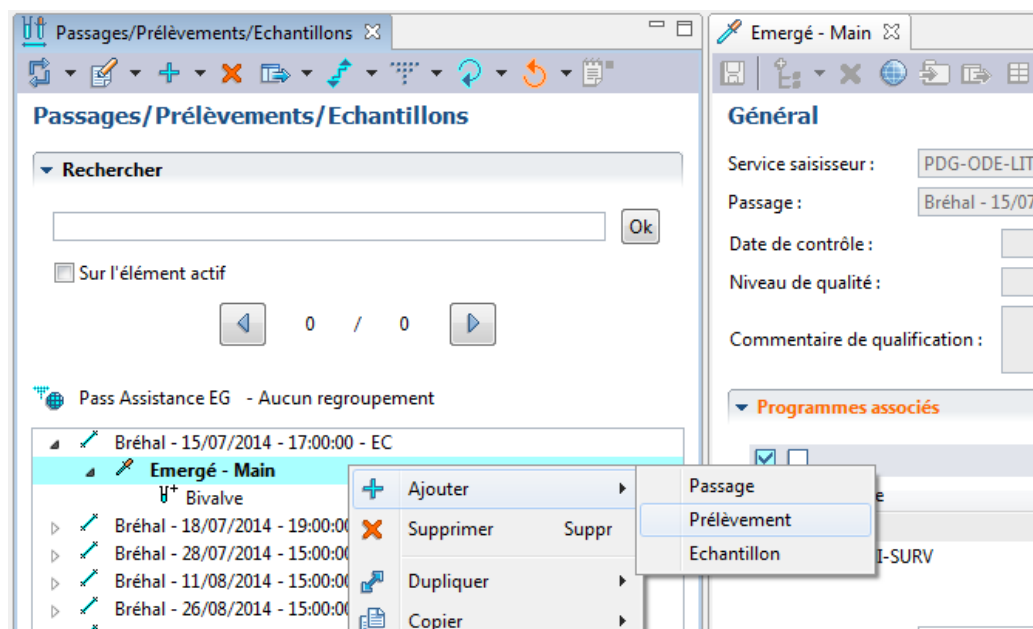 Passages/Prélèvements/Echantillons
Passages/Prélèvements/Echantillons
Rechercher
Ok
Sur l'élément actif
0 / 0
Pass Assistance EG - Aucun regroupement
Bréhal - 15/07/2014 - 17:00:00 - EC
Emergé - Main
Bivalve
Bréhal - 18/07/2014 - 19:00:00
Bréhal - 28/07/2014 - 15:00:00
Bréhal - 11/08/2014 - 15:00:00
Bréhal - 26/08/2014 - 15:00:00
Ajouter
Supprimer Suppr
Dupliquer
Copier
Passage
Prélèvement
Echantillon
Emergé - Main
Général
Service saisisseur : PDG-ODE-LIT
Passage : Bréhal - 15/07
Date de contrôle :
Niveau de qualité :
Commentaire de qualification :
Programmes associés
e
I-SURV